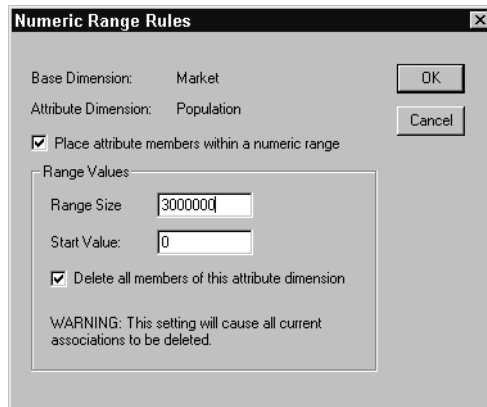 Numeric Range Rules
Base Dimension: Market
OK
Attribute Dimension: Population
Cancel
Place attribute members within a numeric range
Range Values
Range Size 3000000
Start Value: 0
Delete all members of this attribute dimension
WARNING: This setting will cause all current
associations to be deleted.